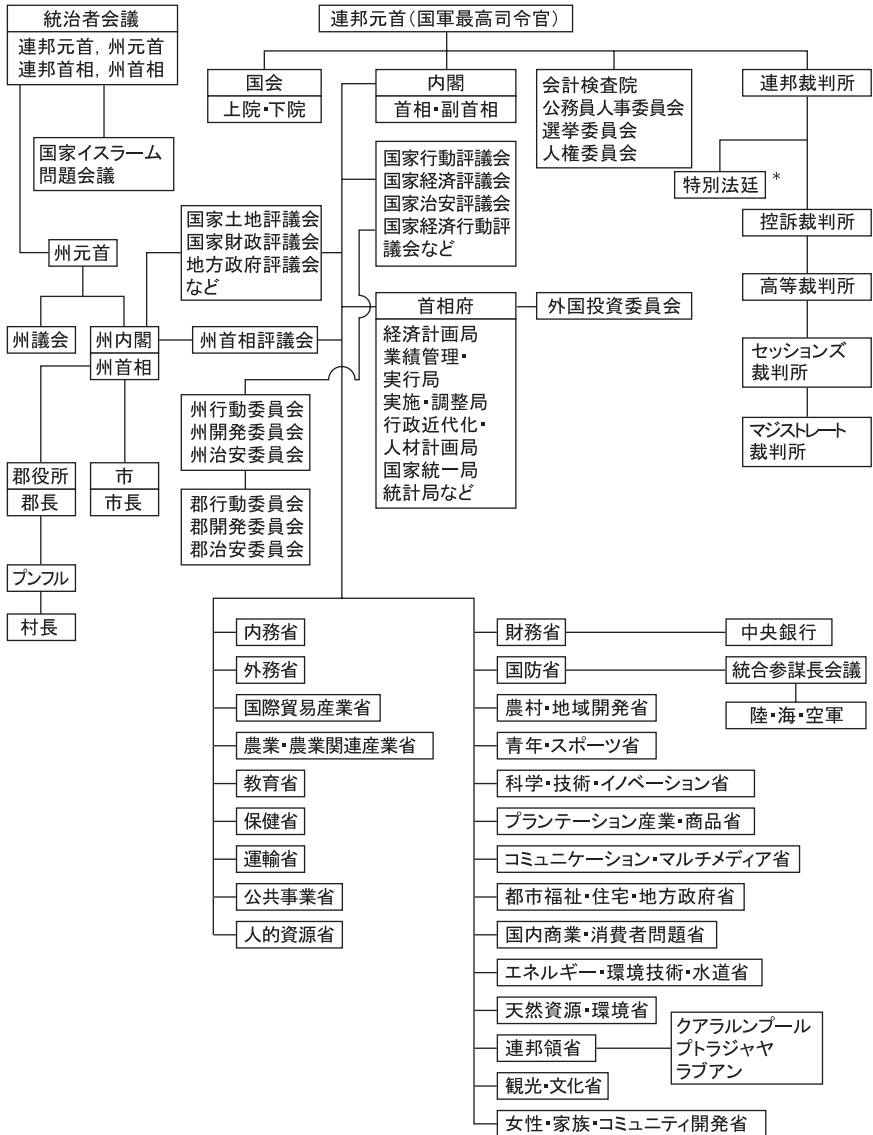 統治者会議
連邦元首, 州元首
連邦首相, 州首相
国家イスラーム
問題会議
連邦元首(国軍最高司令官)
国会
上院・下院
内閣
首相・副首相
会計検査院
公務員人事委員会
選挙委員会
人権委員会
連邦裁判所
特別法廷
*
控訴裁判所
高等裁判所
セッションズ
裁判所
マジストレート
裁判所
国家行動評議会
国家経済評議会
国家治安評議会
国家経済行動評
議会など
国家土地評議会
国家財政評議会
地方政府評議会
など
州元首
州議会
州内閣
州首相
州首相評議会
首相府
経済計画局
業績管理・
実行局
実施・調整局
行政近代化・
人材計画局
国家統一局
統計局など
外国投資委員会
州行動委員会
州開発委員会
州治安委員会
郡行動委員会
郡開発委員会
郡治安委員会
郡役所
郡長
市
市長
プンフル
村長
内務省
外務省
国際貿易産業省
農業・農業関連産業省
教育省
保健省
運輸省
公共事業省
人的資源省
財務省
中央銀行
国防省
統合参謀長会議
陸・海・空軍
農村・地域開発省
青年・スポーツ省
科学・技術・イノベーション省
プランテーション産業・商品省
コミュニケーション・マルチメディア省
都市福祉・住宅・地方政府省
国内商業・消費者問題省
エネルギー・環境技術・水道省
天然資源・環境省
連邦領省
クアラルンプール
プトラジャヤ
ラブアン
観光・文化省
女性・家族・コミュニティ開発省